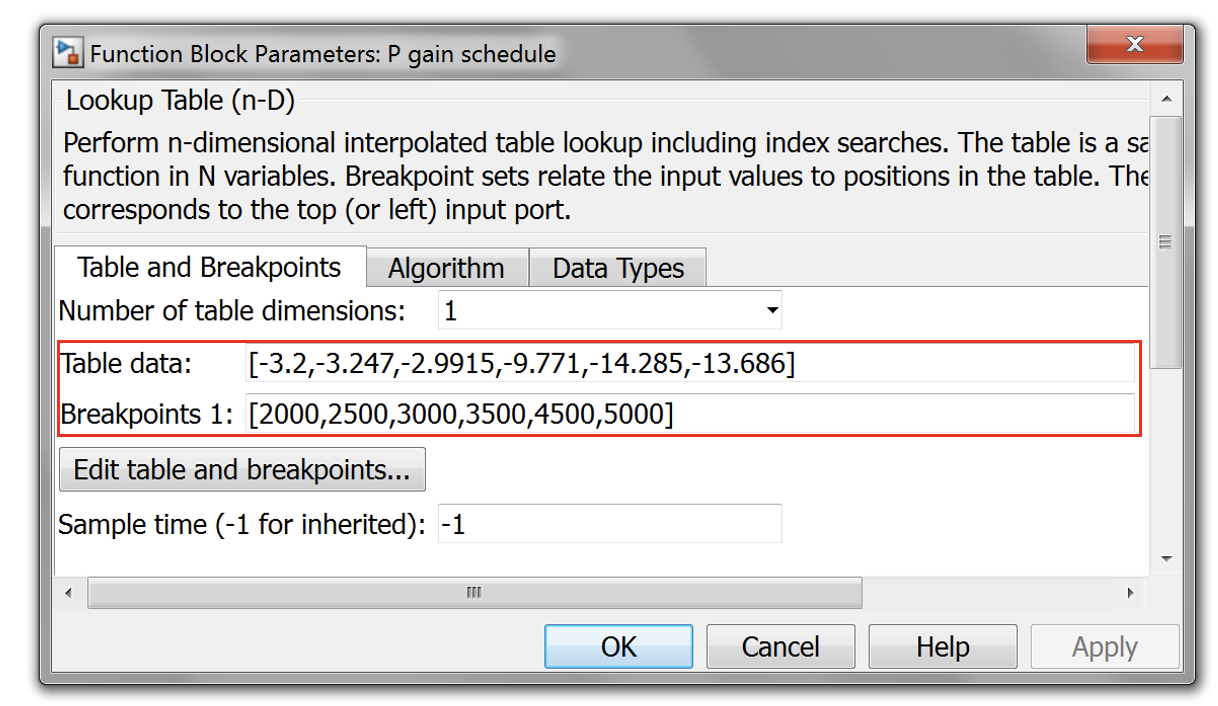 Function Block Parameters: P gain schedule
Lookup Table (n-D)
Perform n-dimensional interpolated table lookup including index searches. The table is a sa
function in N variables. Breakpoint sets relate the input values to positions in the table. The
corresponds to the top (or left) input port.
Table and Breakpoints Algorithm Data Types
Number of table dimensions: 1
Table data: [-3.2,-3.247,-2.9915,-9.771,-14.285,-13.686]
Breakpoints 1: [2000,2500,3000,3500,4500,5000]
Edit table and breakpoints...
Sample time (-1 for inherited): -1
OK Cancel Help Apply